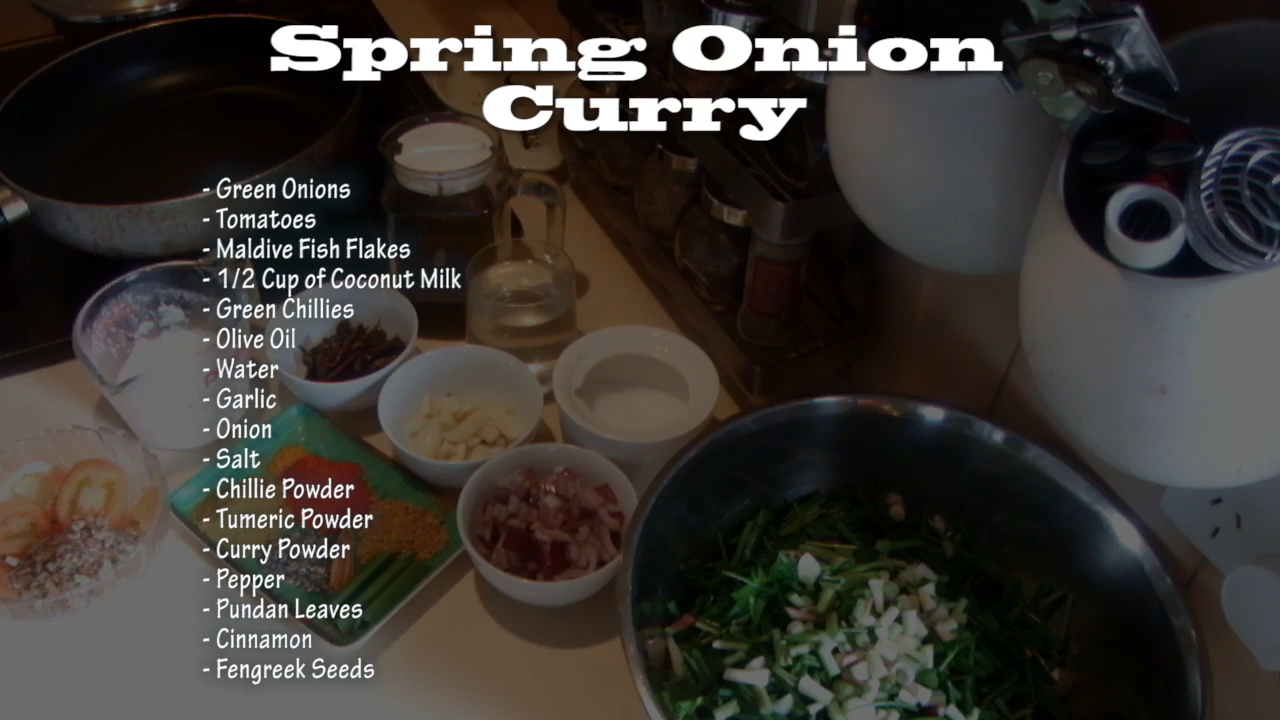 Spring Onion
Curry
- Green Onions
- Tomatoes
- Maldive Fish Flakes
- 1/2 Cup of Coconut Milk
- Green Chillies
- Olive Oil
- Water
- Garlic
- Onion
- Salt
- Chillie Powder
- Tumeric Powder
- Curry Powder
- Pepper
- Pundan Leaves
- Cinnamon
- Fengreek Seeds